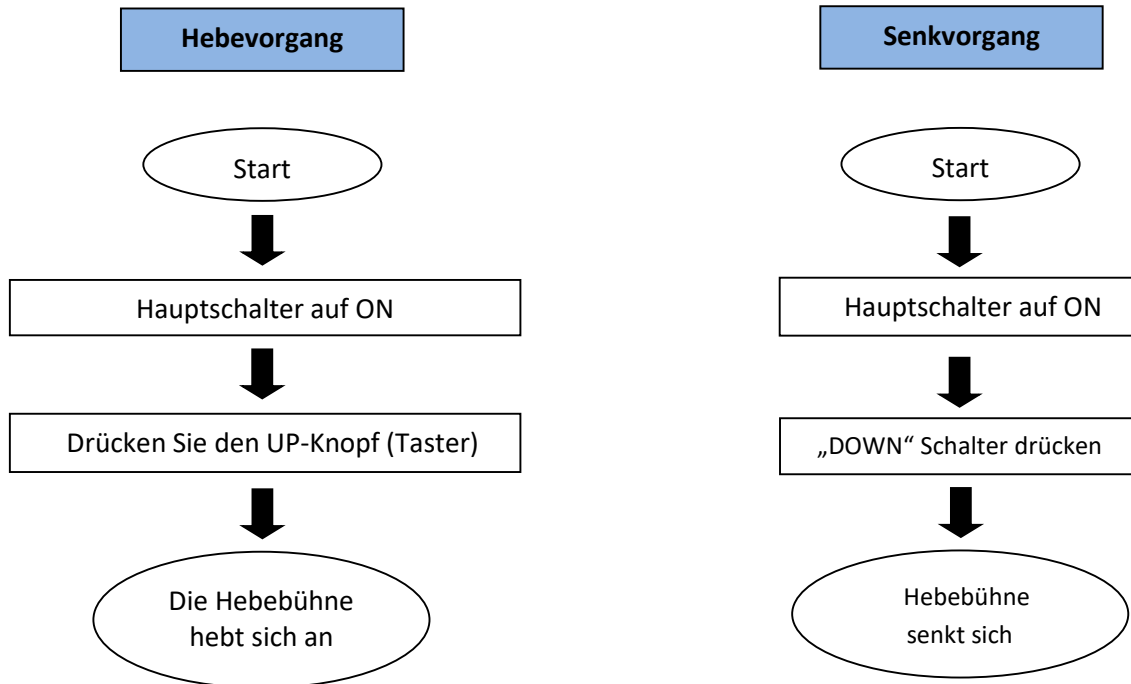 Hebevorgang
Start
Hauptschalter auf ON
Drücken Sie den UP-Knopf (Taster)
Die Hebebühne
hebt sich an
Senkvorgang
Start
Hauptschalter auf ON
„DOWN“ Schalter drücken
Hebebühne
senkt sich